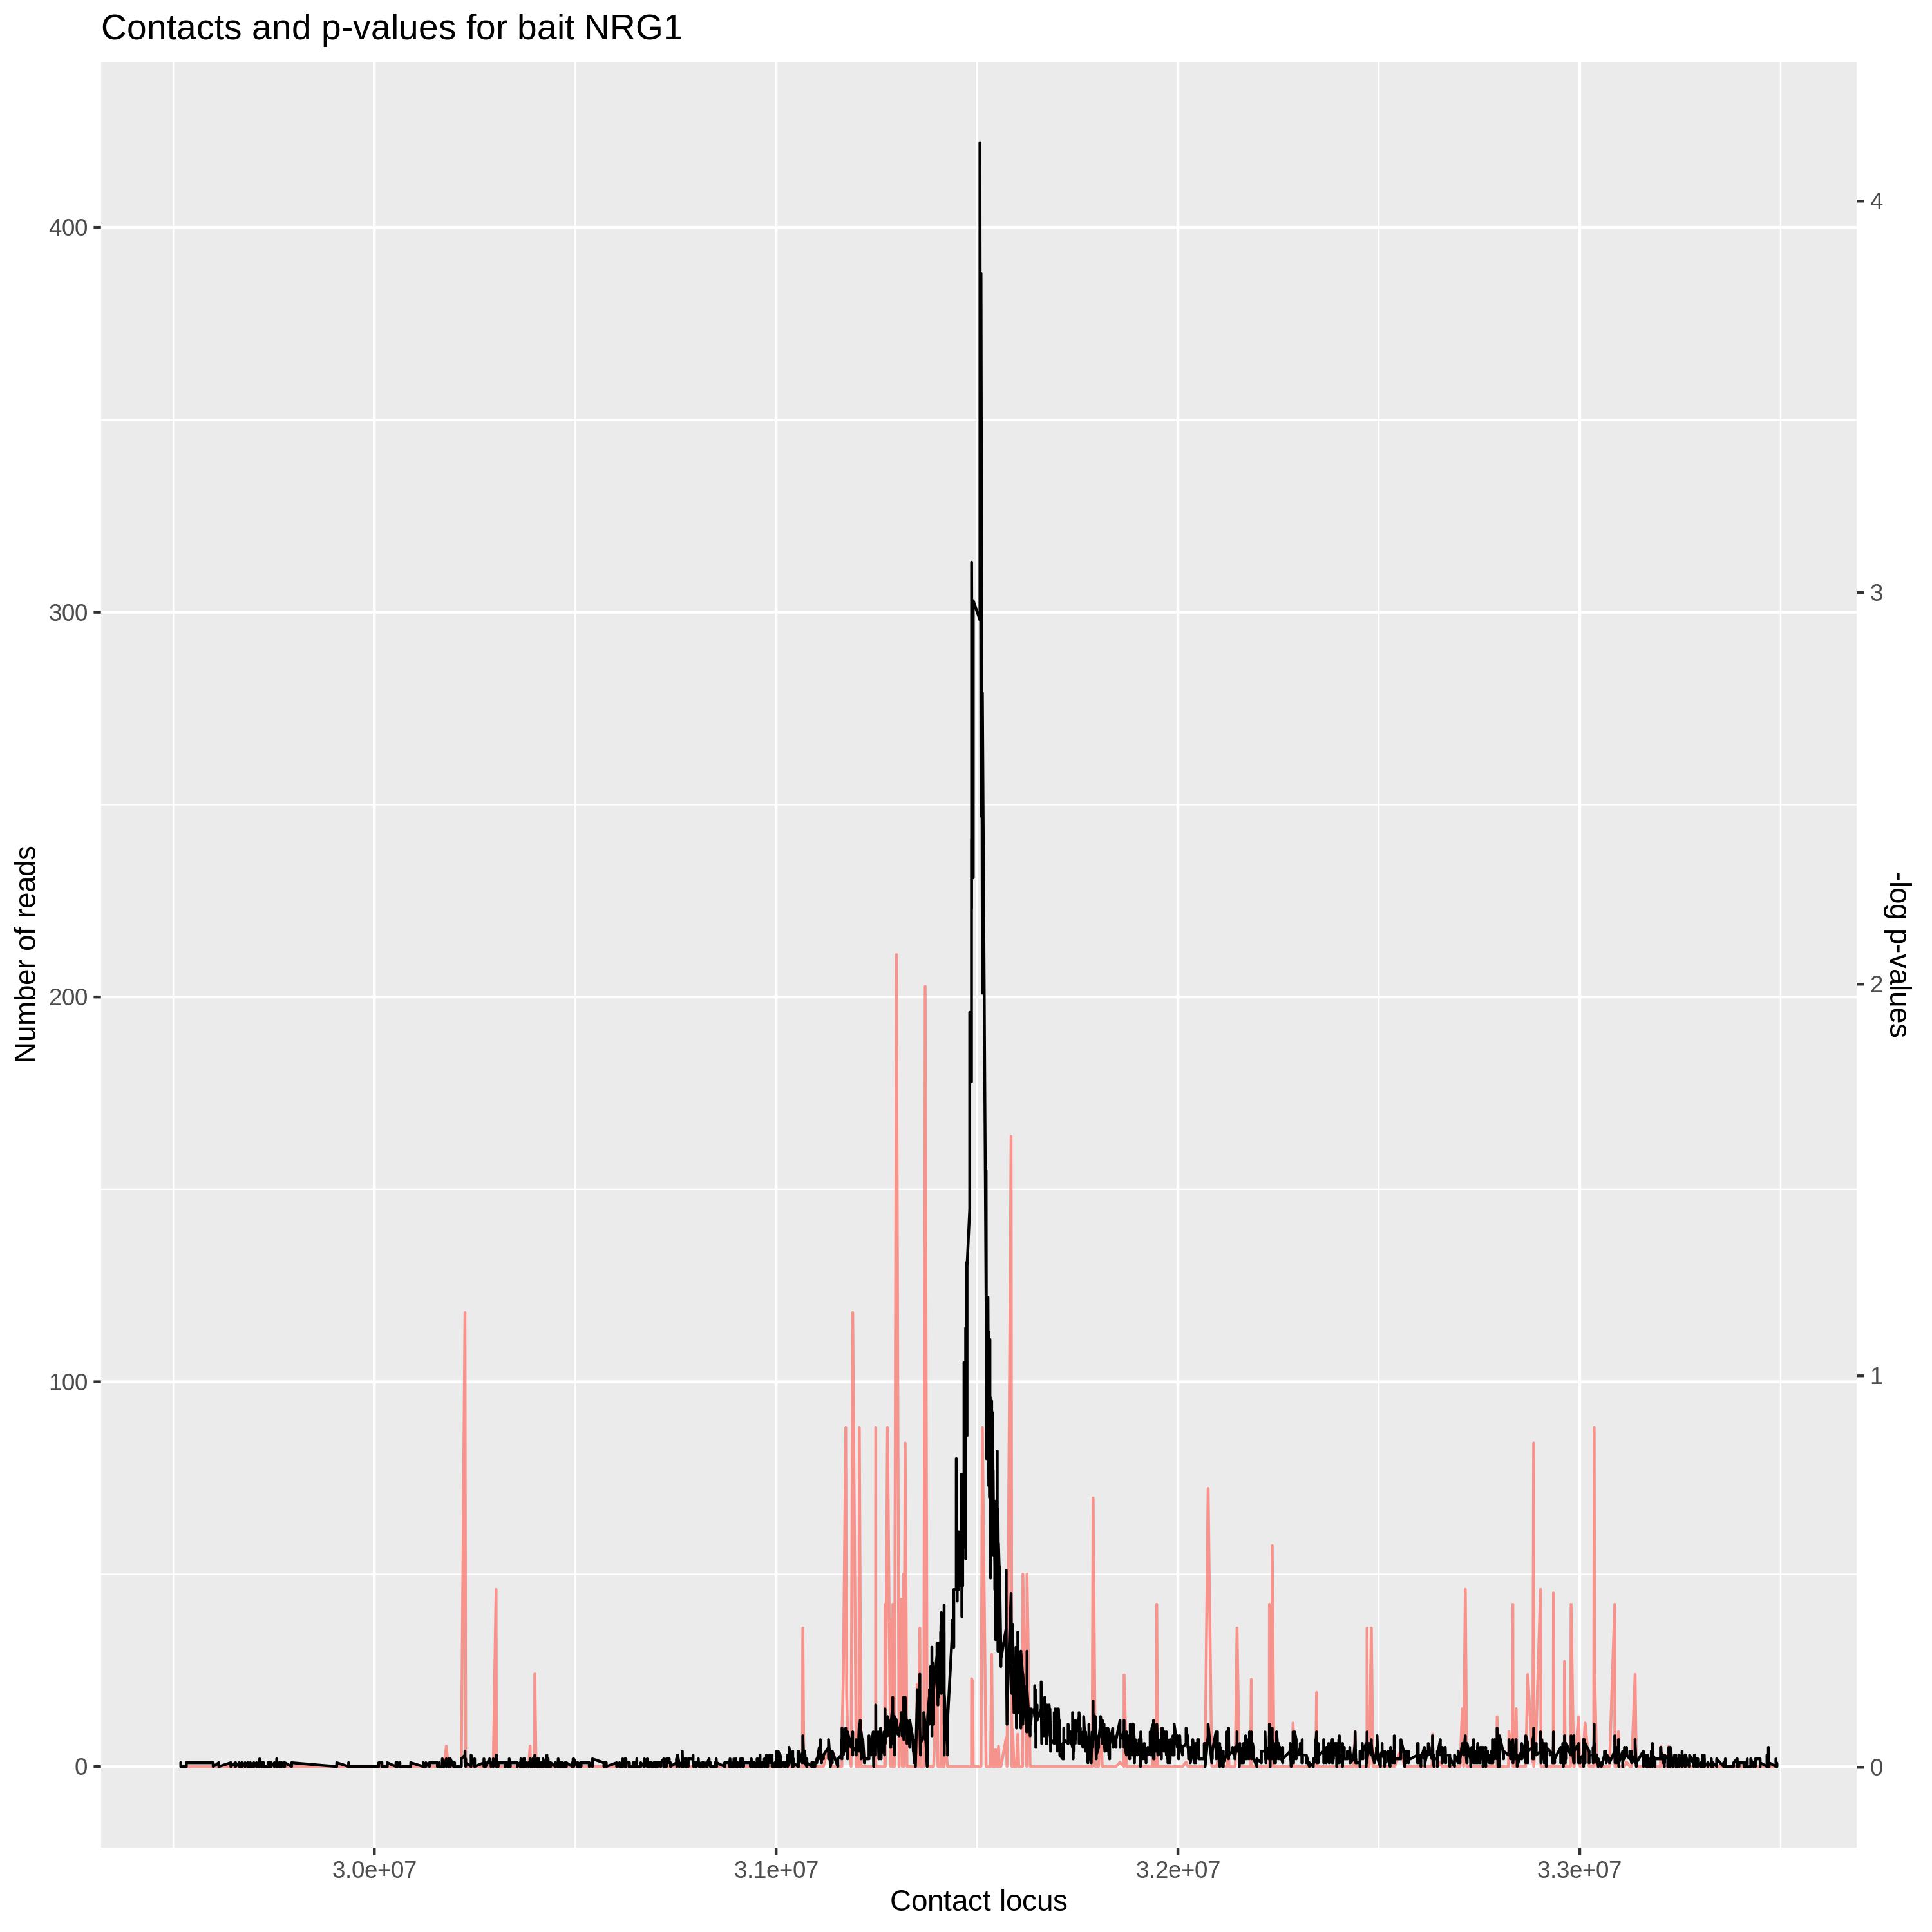 Contacts and p-values for bait NRG1
Number of reads
400
300
200
100
0
4
3
2
1
0
-log p-values
3.0e+07
3.1e+07
3.2e+07
3.3e+07
Contact locus